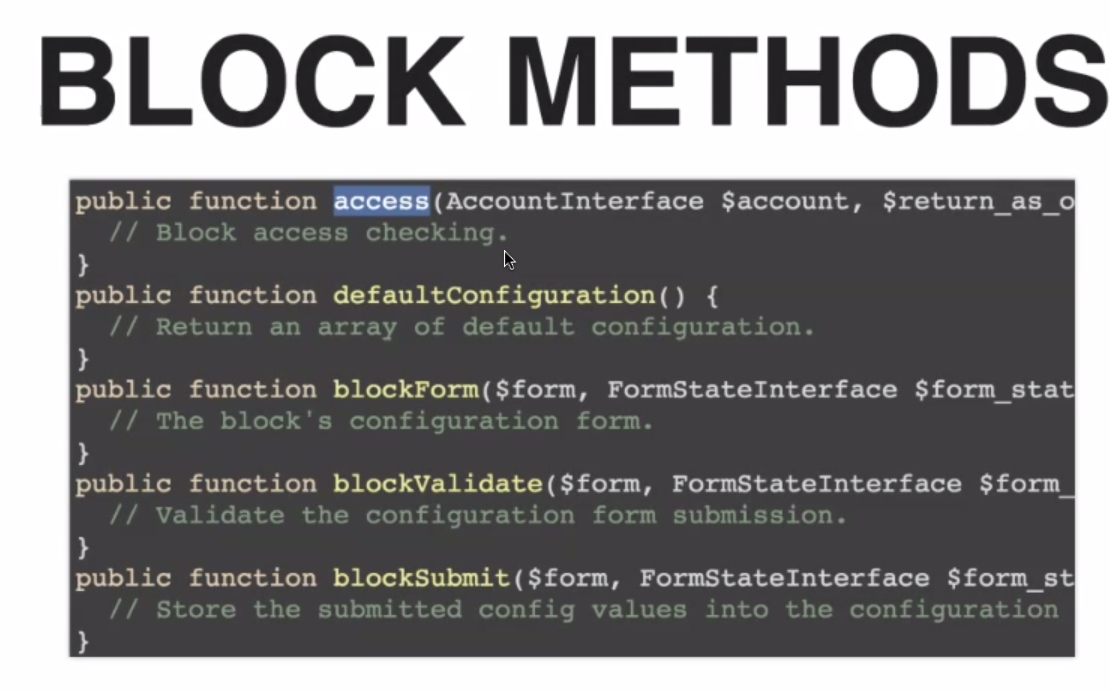 BLOCK METHODS
public function access(AccountInterface $account, $return_as_o
// Block access checking.
}
public function defaultConfiguration() {
// Return an array of default configuration.
}
public function blockForm($form, FormStateInterface $form_stat
// The block's configuration form.
}
public function blockValidate($form, FormStateInterface $form_
// Validate the configuration form submission.
}
public function blockSubmit($form, FormStateInterface $form_st
// Store the submitted config values into the configuration
}